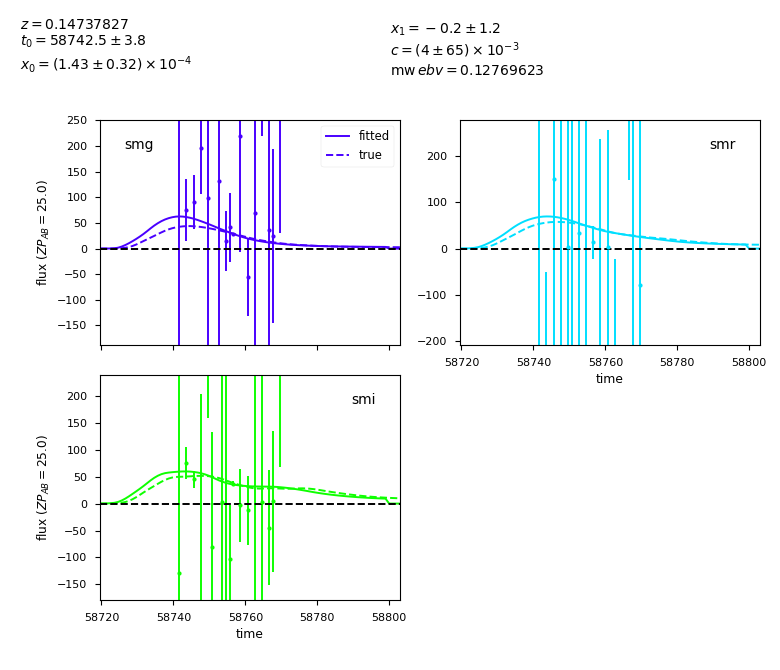 z = 0.14737827
t₀ = 58742.5 ± 3.8
x₀ = (1.43 ± 0.32) × 10⁻⁴
x₁ = −0.2 ± 1.2
c = (4 ± 65) × 10⁻³
mw ebv = 0.12769623
smg
fitted
true
250
200
150
100
50
0
−50
−100
−150
flux (ZP_AB = 25.0)
smr
200
100
0
−100
−200
58720 58740 58760 58780 58800
time
smi
200
150
100
50
0
−50
−100
−150
flux (ZP_AB = 25.0)
58720 58740 58760 58780 58800
time